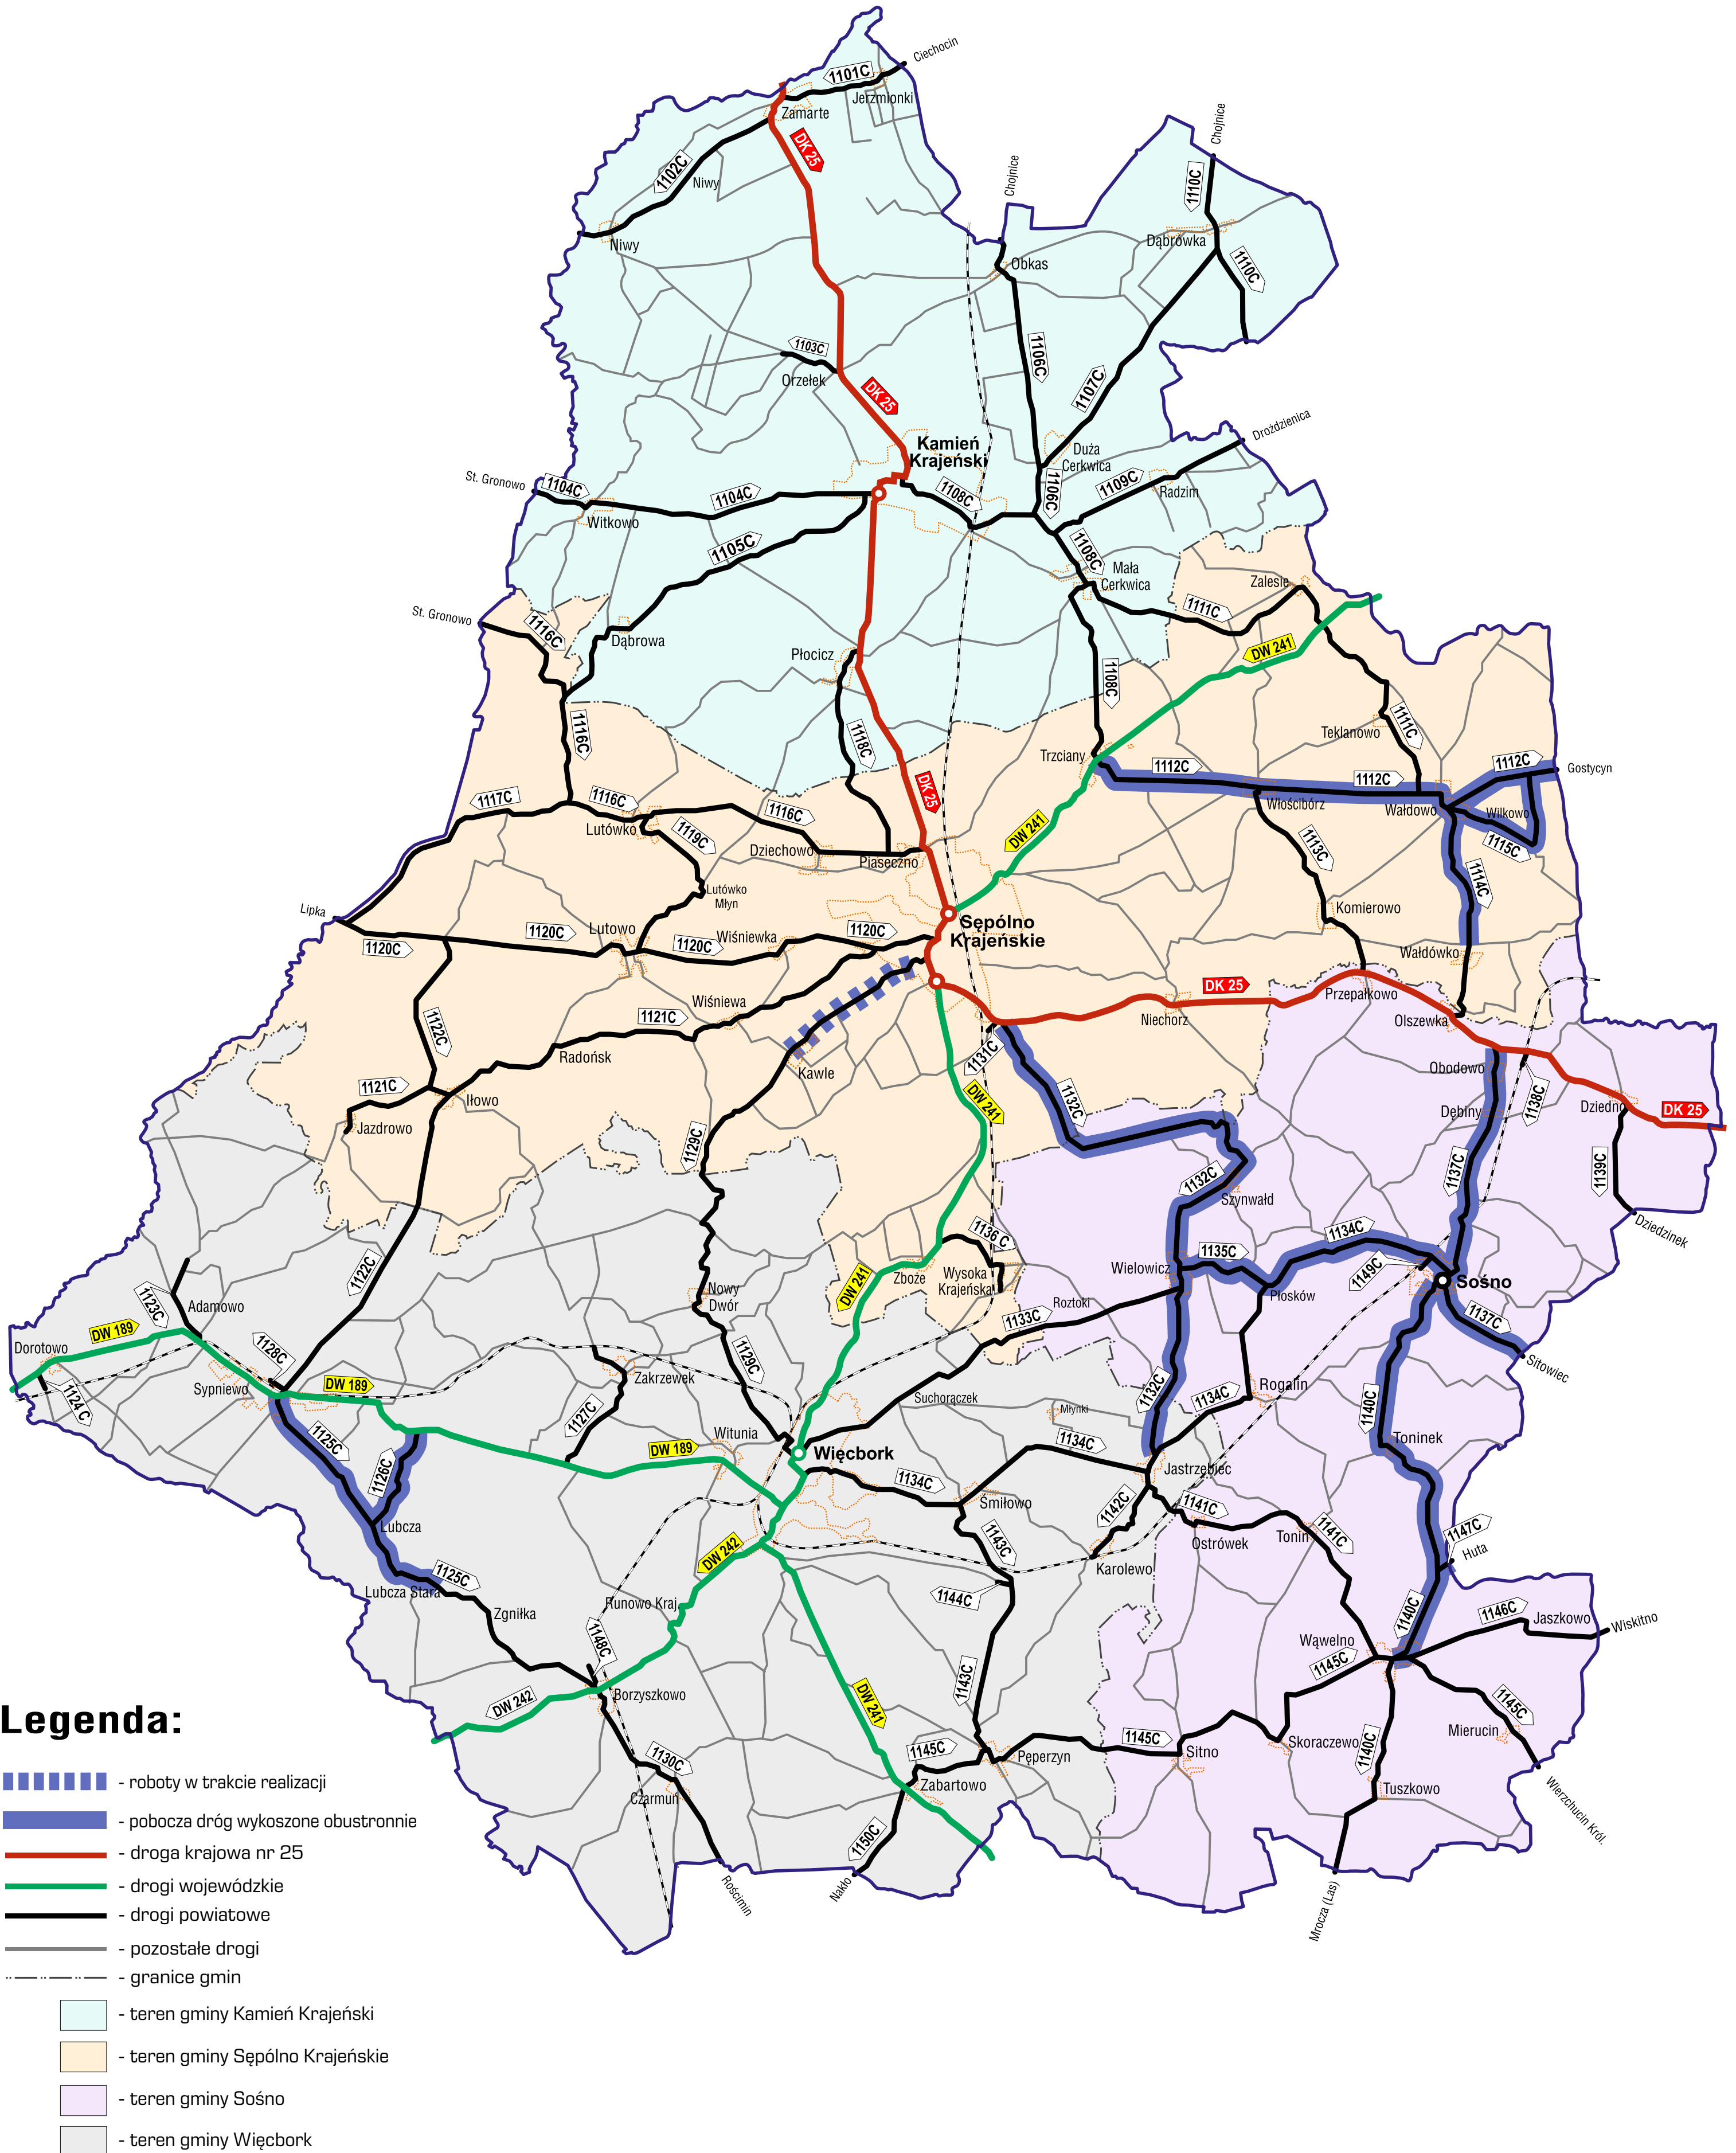 Ciechocin
1101C
Jerzmionki
Zamarte
DK 25
Chojnice
1102C
Niwy
Chojnice
1110C
Niwy
Dąbrówka
Obkas
1110C
1103C
1106C
Orzełek
1107C
DK 25
Kamień
Krajeński
Duża
Cerkwica
Drożdzienica
St. Gronowo
1104C
1104C
1108C
1106C
1109C
Radzim
Witkowo
1105C
1108C
Mała
Cerkwica
Zalesie
St. Gronowo
1116C
1111C
Dąbrowa
Płocicz
DW 241
1108C
1116C
1118C
1111C
Teklanowo
Trzciany
1112C
1112C
1112C
Gostycyn
DK 25
1117C
1116C
1116C
Włościbórz
Wałdowo
Wilkowo
Lutówko
1119C
DW 241
1115C
Dziechowo
Piaseczno
1113C
1114C
Lutówko
Młyn
Lipka
Komierowo
Sepólno
Krajeńskie
1120C
1120C
Lutowo
1120C
Wiśniewka
1120C
Wałdówko
DK 25
Przepałkowo
Wiśniewa
1121C
Niechorz
Olszewka
1122C
Radońsk
1131C
Kawle
Obodowo
1121C
Iłowo
DW 241
1132C
1138C
Dębiny
Dziedno
DK 25
Jazdrowo
1129C
1132C
1137C
1139C
Szynwałd
Dziedzinek
1136 C
1134C
1135C
1122C
Wielowicz
Zboże
Wysoka
Krajeńska
DW 241
1149C
Sośno
Nowy
Dwór
Płosków
1123C
Adamowo
Roztoki
1133C
1137C
DW 189
Dorotowo
1128C
1129C
Sitowiec
Zakrzewek
Sypniewo
DW 189
1124 C
Rogalin
1132C
1134C
Suchorączek
Młynki
1140C
1127C
1125C
Witunia
1134C
Toninek
DW 189
Więcbork
1126C
1134C
Jastrzębiec
Śmiłowo
1142C
1141C
Lubcza
1143C
Ostrówek
Tonin
1141C
1147C
Huta
DW 242
Karolewo
1125C
Lubcza Stara
1144C
Runowo Kraj.
Zgniłka
1140C
1146C
Jaszkowo
Wiskitno
1148C
Wąwelno
1145C
1143C
DW 242
Borzyszkowo
DW 241
1145C
Mierucin
1145C
1145C
Skoraczewo
1140C
Pęperzyn
Sitno
1130C
Zabartowo
Tuszkowo
Czarmuń
Wierzchucin Król.
1150C
Nakło
Rościmin
Mrocza (Las)
Legenda:
- roboty w trakcie realizacji
- pobocza dróg wykoszone obustronnie
- droga krajowa nr 25
- drogi wojewódzkie
- drogi powiatowe
- pozostałe drogi
- granice gmin
- teren gminy Kamień Krajeński
- teren gminy Sępólno Krajeńskie
- teren gminy Sośno
- teren gminy Więcbork